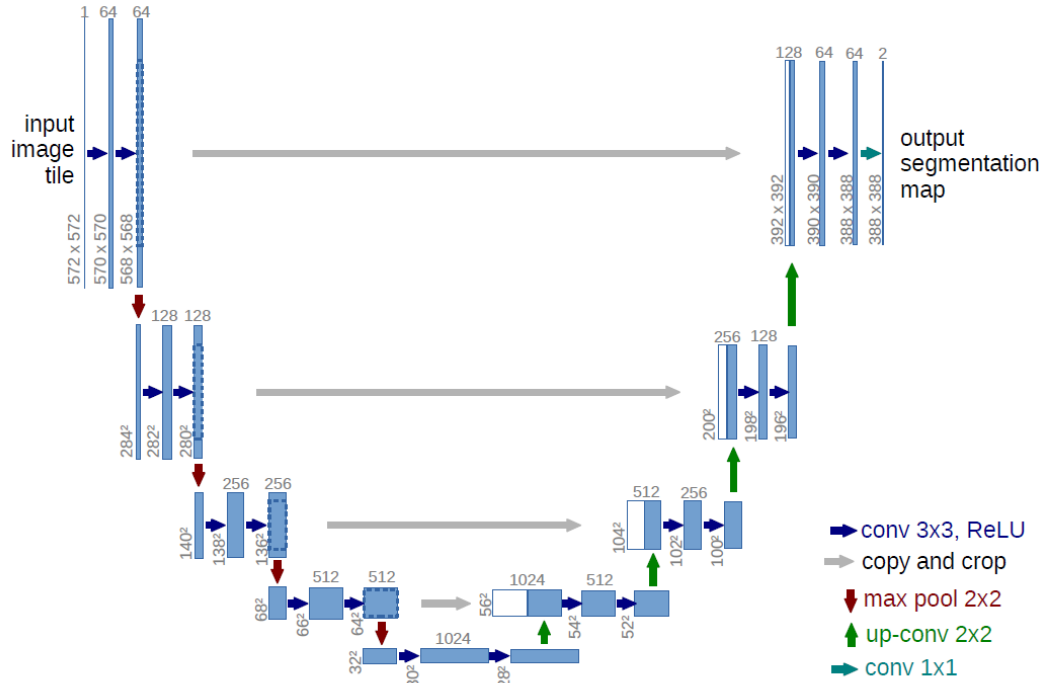 1 64 64
128 64 64 2
input
image
tile
output
segmentation
map
572 x 572
570 x 570
568 x 568
392 x 392
390 x 390
388 x 388
388 x 388
128 128
256 128
284²
282²
280²
200²
198²
196²
256 256
512 256
140²
138²
136²
104²
102²
100²
conv 3x3, ReLU
copy and crop
max pool 2x2
up-conv 2x2
conv 1x1
512 512
1024 512
68²
66²
64²
56²
54²
52²
1024
32²
30²
28²